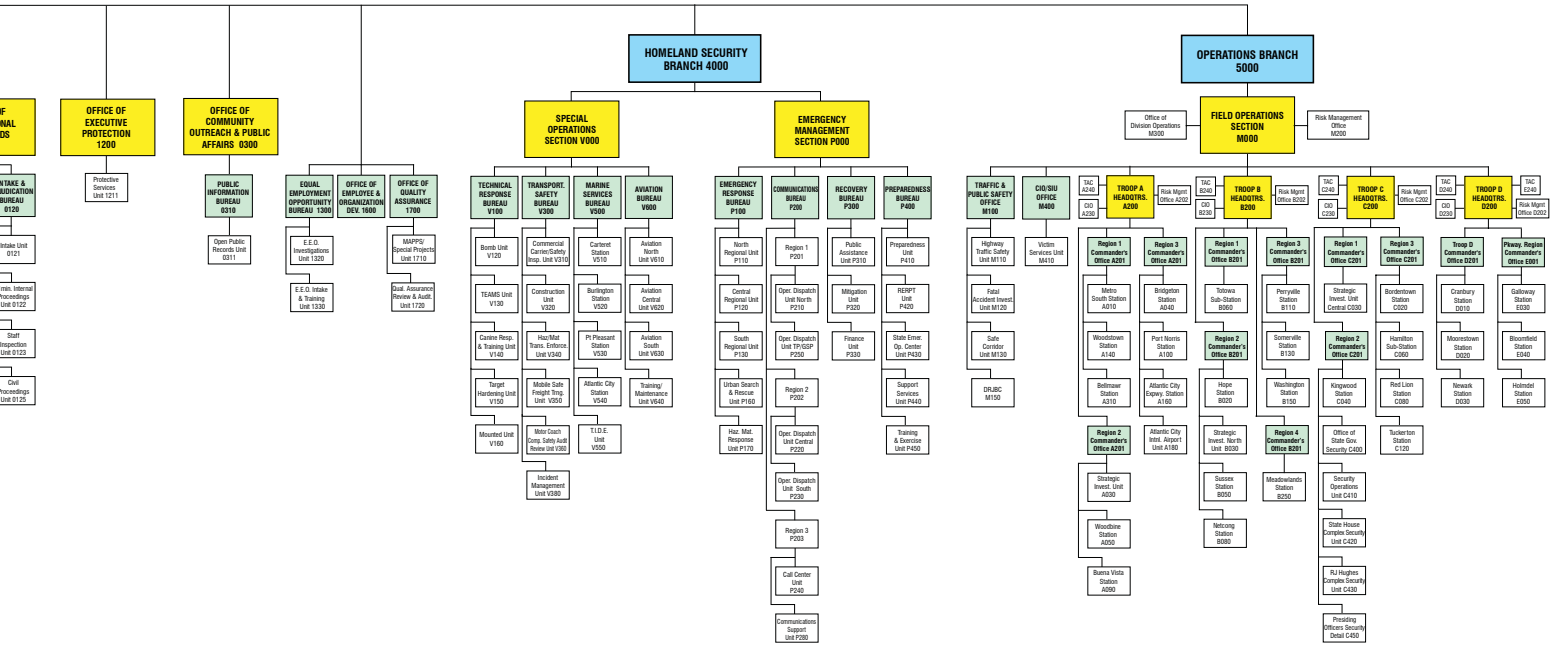 HOMELAND SECURITY
BRANCH 4000
OPERATIONS BRANCH
5000
OFFICE OF
EXECUTIVE
PROTECTION
1200
OFFICE OF
COMMUNITY
OUTREACH & PUBLIC
AFFAIRS 0300
SPECIAL
OPERATIONS
SECTION V000
EMERGENCY
MANAGEMENT
SECTION P000
Office of
Division Operations
M300
FIELD OPERATIONS
SECTION
M000
Risk Management
Office
M200
BUREAU
0120
Intake Unit
0121
Unit 0122
Staff
Inspection
Unit 0123
Civil
Proceedings
Unit 0125
Protective
Services
Unit 1211
PUBLIC
INFORMATION
BUREAU
0310
Open Public
Records Unit
0311
EQUAL
EMPLOYMENT
OPPORTUNITY
BUREAU 1300
E.E.O.
Investigations
Unit 1320
E.E.O. Intake
& Training
Unit 1330
OFFICE OF
EMPLOYEE &
ORGANIZATION
DEV. 1600
OFFICE OF
QUALITY
ASSURANCE
1700
MAPPS/
Special Projects
Unit 1710
Qual. Assurance
Review & Audit.
Unit 1720
TECHNICAL
RESPONSE
BUREAU
V100
Bomb Unit
V120
TEAMS Unit
V130
Canine Resp.
& Training Unit
V140
Target
Hardening Unit
V150
Mounted Unit
V160
TRANSPORT.
SAFETY
BUREAU
V300
Commercial
Carrier/Safety
Insp. Unit V310
Construction
Unit
V320
Haz/Mat
Trans. Enforce.
Unit V340
Mobile Safe
Freight Trng.
Unit V350
Motor Coach
Comp. Safety Audit
Review Unit V360
Incident
Management
Unit V380
MARINE
SERVICES
BUREAU
V500
Carteret
Station
V510
Burlington
Station
V520
Pt Pleasant
Station
V530
Atlantic City
Station
V540
T.I.D.E.
Unit
V550
AVIATION
BUREAU
V600
Aviation
North
Unit V610
Aviation
Central
Unit V620
Aviation
South
Unit V630
Training/
Maintenance
Unit V640
EMERGENCY
RESPONSE
BUREAU
P100
North
Regional Unit
P110
Central
Regional Unit
P120
South
Regional Unit
P130
Urban Search
& Rescue
Unit P160
Haz. Mat.
Response
Unit P170
COMMUNICATIONS
BUREAU
P200
Region 1
P201
Oper. Dispatch
Unit North
P210
Oper. Dispatch
Unit TP/GSP
P250
Region 2
P202
Oper. Dispatch
Unit Central
P220
Oper. Dispatch
Unit South
P230
Region 3
P203
Call Center
Unit
P240
Communications
Support
Unit P280
RECOVERY
BUREAU
P300
Public
Assistance
Unit P310
Mitigation
Unit
P320
Finance
Unit
P330
PREPAREDNESS
BUREAU
P400
Preparedness
Unit
P410
RERPT
Unit
P420
State Emer.
Op. Center
Unit P430
Support
Services
Unit P440
Training
& Exercise
Unit P450
TRAFFIC &
PUBLIC SAFETY
OFFICE
M100
Highway
Traffic Safety
Unit M110
Fatal
Accident Invest.
Unit M120
Safe
Corridor
Unit M130
DRJBC
M150
CIO/SIU
OFFICE
M400
Victim
Services Unit
M410
TAC
A240
CIO
A230
TROOP A
HEADQTRS.
A200
Risk Mgmt
Office A202
Region 1
Commander's
Office A201
Metro
South Station
A010
Woodstown
Station
A140
Bellmawr
Station
A310
Region 2
Commander's
Office A201
Strategic
Invest. Unit
A030
Woodbine
Station
A050
Buena Vista
Station
A090
Region 3
Commander's
Office A201
Bridgeton
Station
A040
Port Norris
Station
A100
Atlantic City
Expwy. Station
A160
Atlantic City
Intnl. Airport
Unit A180
TAC
B240
CIO
B230
TROOP B
HEADQTRS.
B200
Risk Mgmt
Office B202
Region 1
Commander's
Office B201
Totowa
Sub-Station
B060
Region 2
Commander's
Office B201
Hope
Station
B020
Strategic
Invest. North
Unit B030
Sussex
Station
B050
Netcong
Station
B080
Region 3
Commander's
Office B201
Perryville
Station
B110
Somerville
Station
B130
Washington
Station
B150
Region 4
Commander's
Office B201
Meadowlands
Station
B250
TAC
C240
CIO
C230
TROOP C
HEADQTRS.
C200
Risk Mgmt
Office C202
Region 1
Commander's
Office C201
Strategic
Invest. Unit
Central C030
Region 2
Commander's
Office C201
Kingwood
Station
C040
Office of
State Gov.
Security C400
Security
Operations
Unit C410
State House
Complex Security
Unit C420
RJ Hughes
Complex Security
Unit C430
Presiding
Officers Security
Detail C450
Region 3
Commander's
Office C201
Bordentown
Station
C020
Hamilton
Sub-Station
C060
Red Lion
Station
C080
Tuckerton
Station
C120
TAC
D240
CIO
D230
TROOP D
HEADQTRS.
D200
TAC
E240
Risk Mgmt
Office D202
Troop D
Commander's
Office D201
Cranbury
Station
D010
Moorestown
Station
D020
Newark
Station
D030
Pkway. Region
Commander's
Office E001
Galloway
Station
E030
Bloomfield
Station
E040
Holmdel
Station
E050